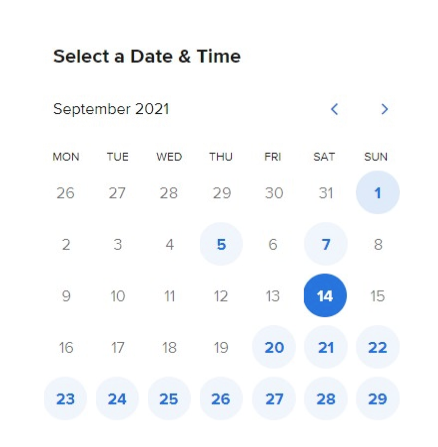 Select a Date & Time
September 2021
MON TUE WED THU FRI SAT SUN
26 27 28 29 30 31 1
2 3 4 5 6 7 8
9 10 11 12 13 14 15
16 17 18 19 20 21 22
23 24 25 26 27 28 29